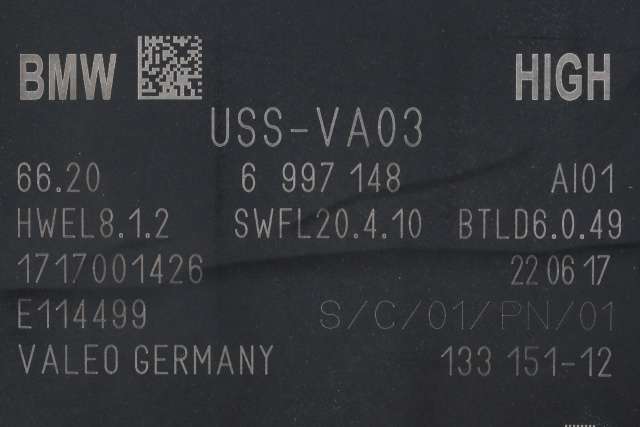 BMW HIGH
USS-VA03
66.20 6 997 148 AI01
HWEL8.1.2 SWFL20.4.10 BTLD6.0.49
1717001426 22 06 17
E114499 S/C/01/PN/01
VALEO GERMANY 133 151-12